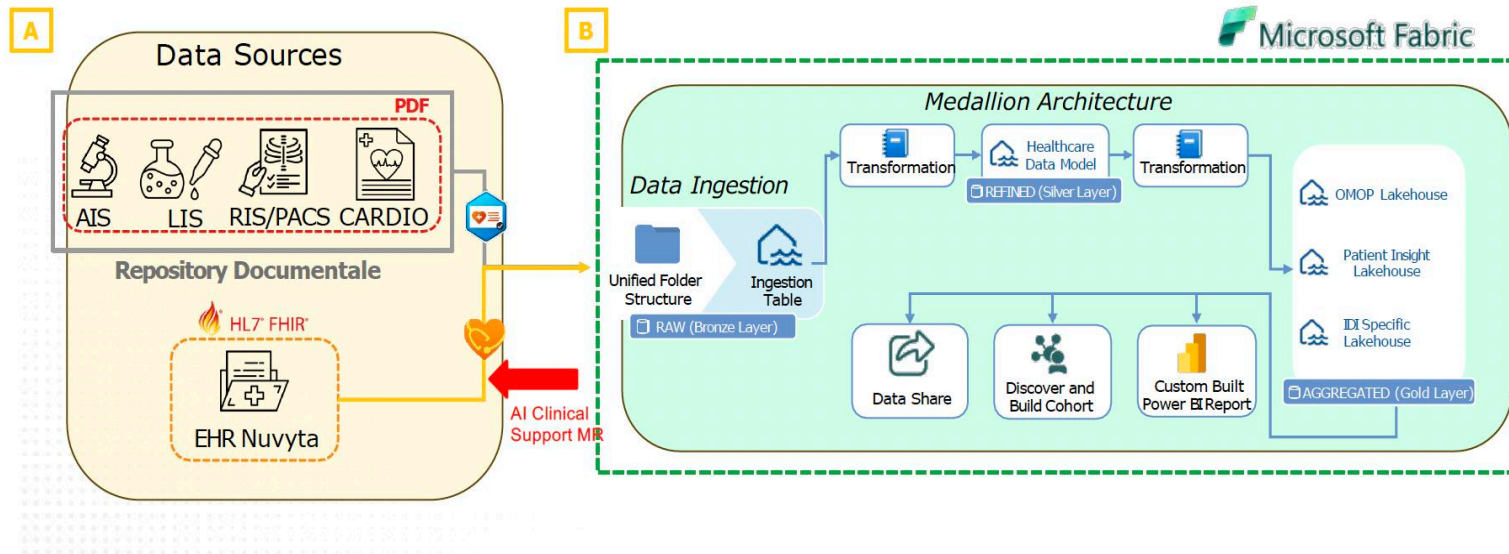 A
Data Sources
PDF
AIS
LIS
RIS/PACS
CARDIO
Repository Documentale
HL7® FHIR®
EHR Nuvyta
AI Clinical
Support MR
B
Microsoft Fabric
Medallion Architecture
Data Ingestion
Unified Folder
Structure
Ingestion
Table
RAW (Bronze Layer)
Transformation
Healthcare
Data Model
REFINED (Silver Layer)
Transformation
OMOP Lakehouse
Patient Insight
Lakehouse
IDI Specific
Lakehouse
AGGREGATED (Gold Layer)
Data Share
Discover and
Build Cohort
Custom Built
Power BI Report